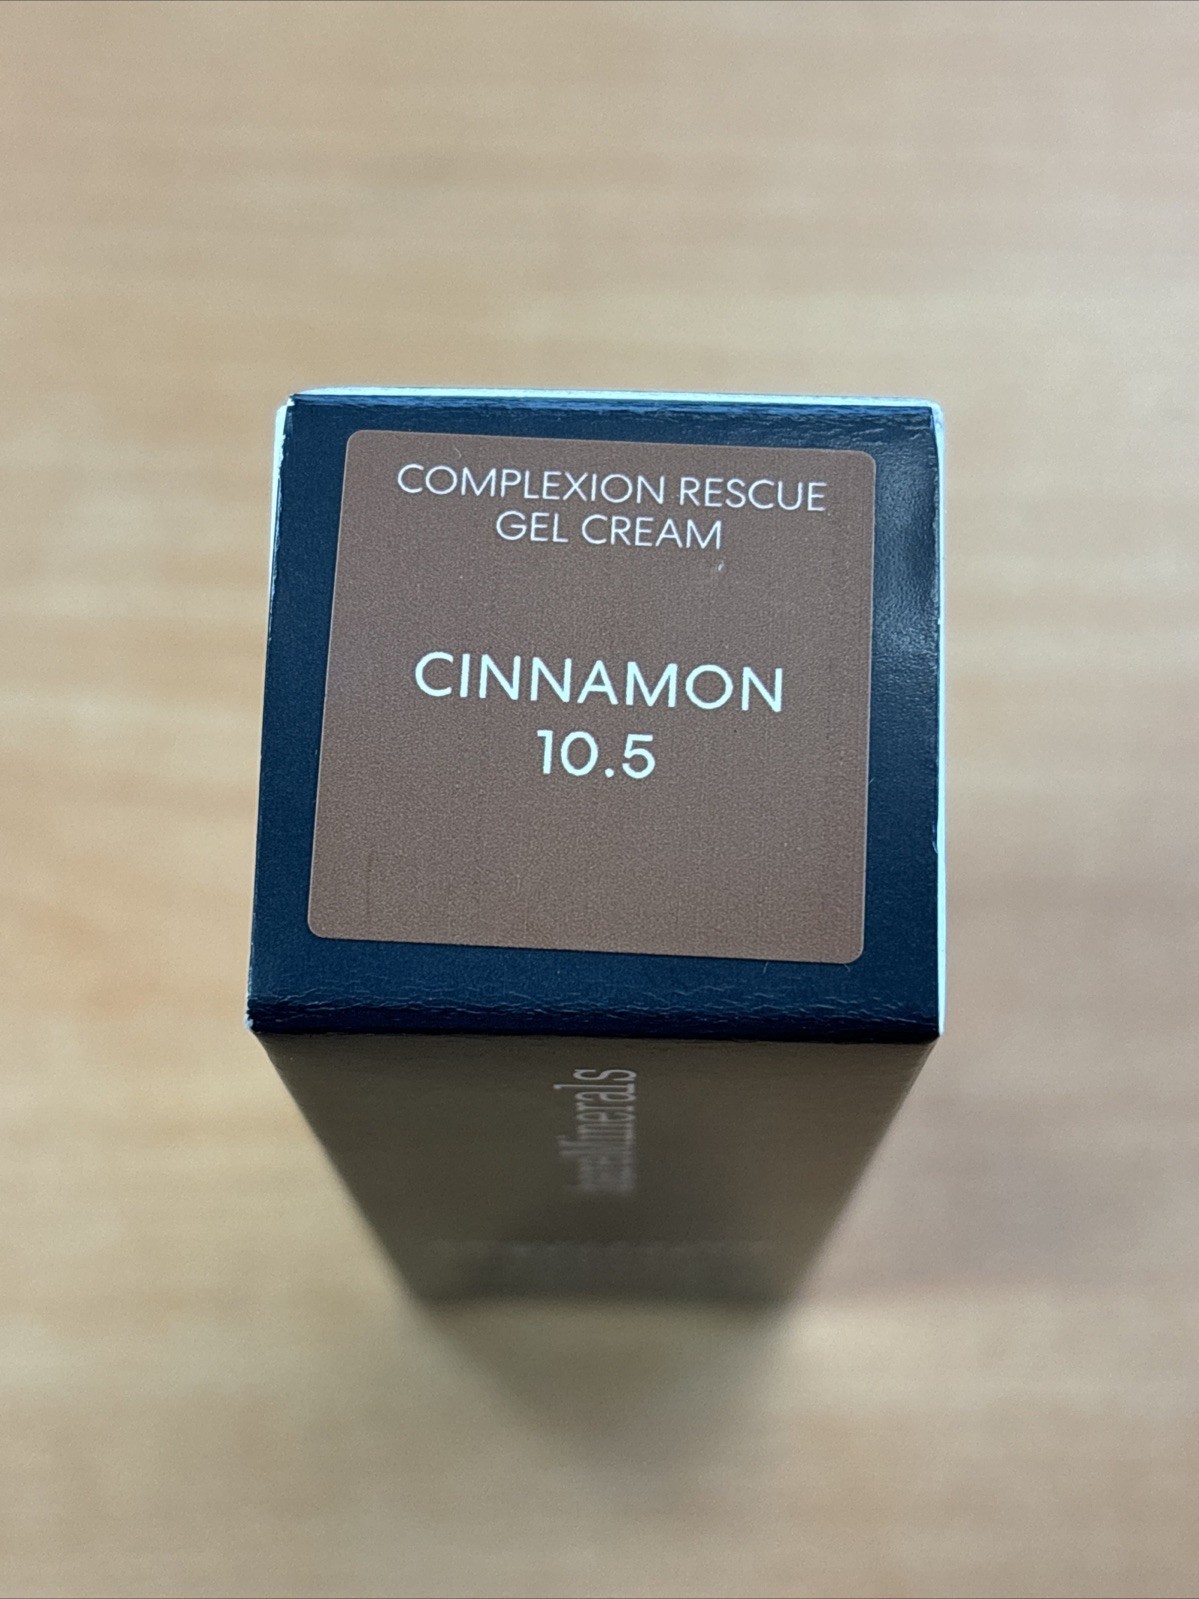 COMPLEXION RESCUE
GEL CREAM
CINNAMON
10.5
bareMinerals